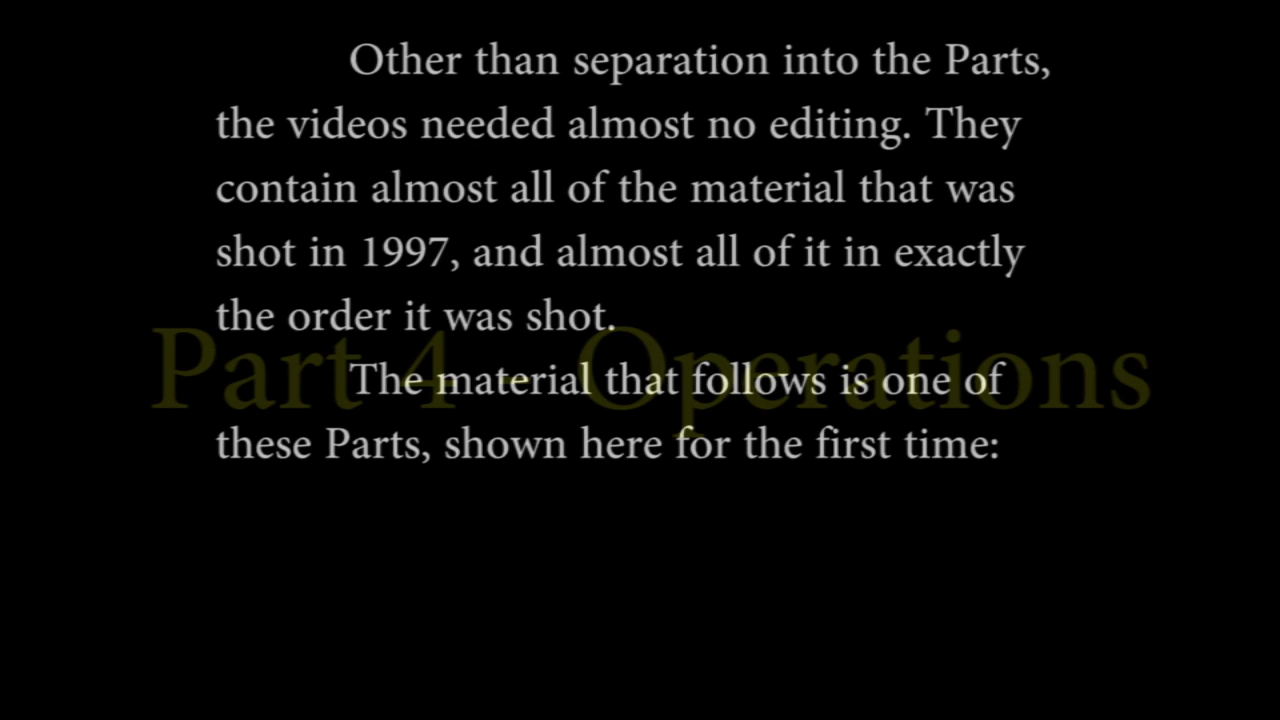 Other than separation into the Parts,
the videos needed almost no editing. They
contain almost all of the material that was
shot in 1997, and almost all of it in exactly
the order it was shot.
Part 4 – Operations
The material that follows is one of
these Parts, shown here for the first time: